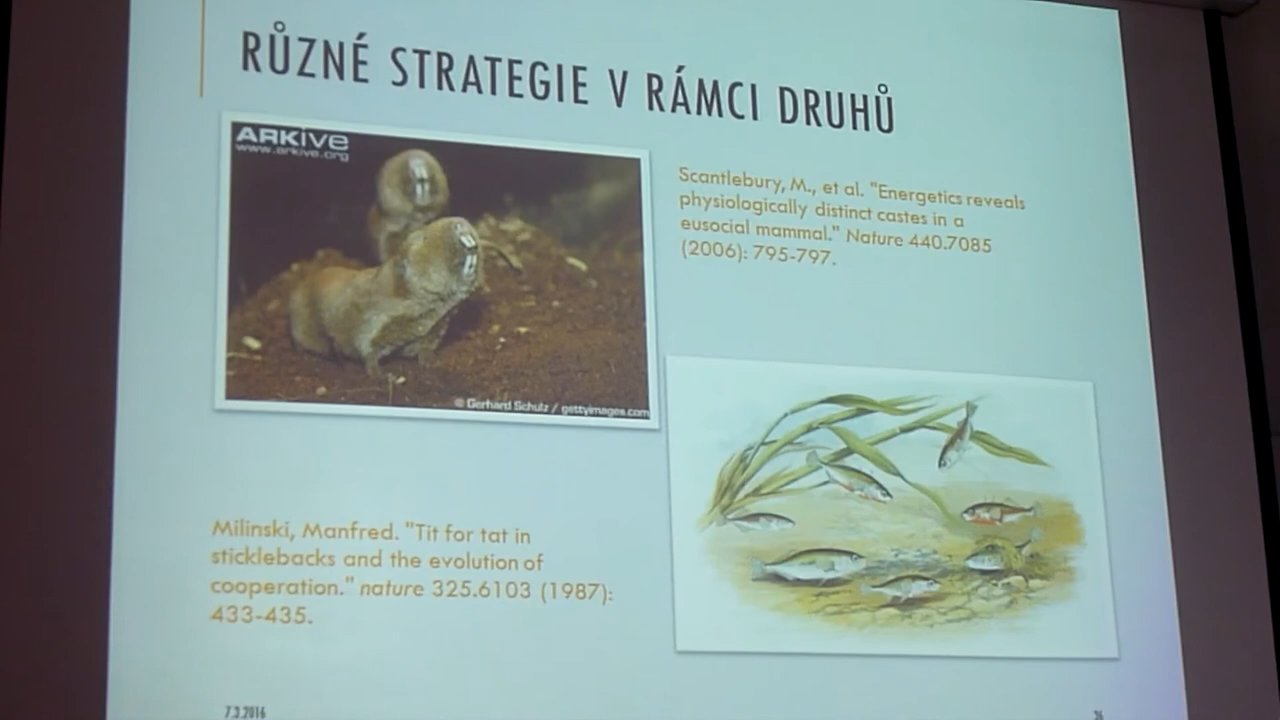 RŮZNÉ STRATEGIE V RÁMCI DRUHŮ
ARKive
www.arkive.org
© Gerhard Schulz / gettyimages.com
Scantlebury, M., et al. "Energetics reveals
physiologically distinct castes in a
eusocial mammal." Nature 440.7085
(2006): 795-797.
Milinski, Manfred. "Tit for tat in
sticklebacks and the evolution of
cooperation." nature 325.6103 (1987):
433-435.
7.3.2016